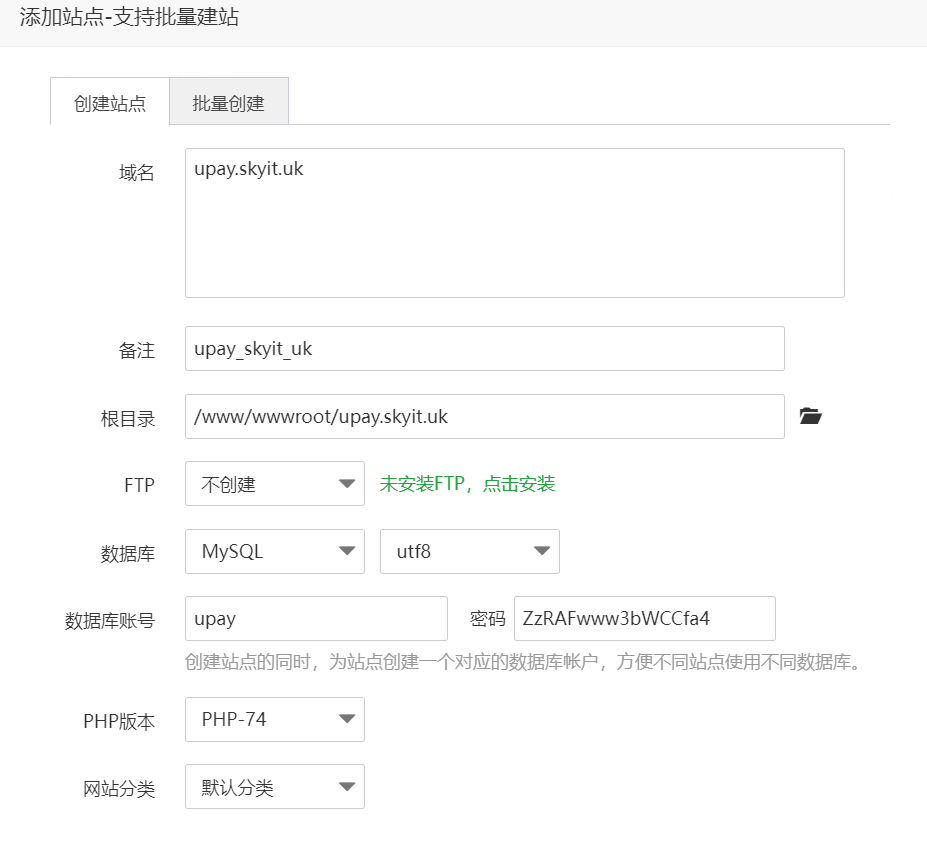 添加站点-支持批量建站
创建站点 批量创建
域名 upay.skyit.uk
备注 upay_skyit_uk
根目录 /www/wwwroot/upay.skyit.uk
FTP 不创建 未安装FTP，点击安装
数据库 MySQL utf8
数据库账号 upay 密码 ZzRAFwww3bWCCfa4
创建站点的同时，为站点创建一个对应的数据库帐户，方便不同站点使用不同数据库。
PHP版本 PHP-74
网站分类 默认分类